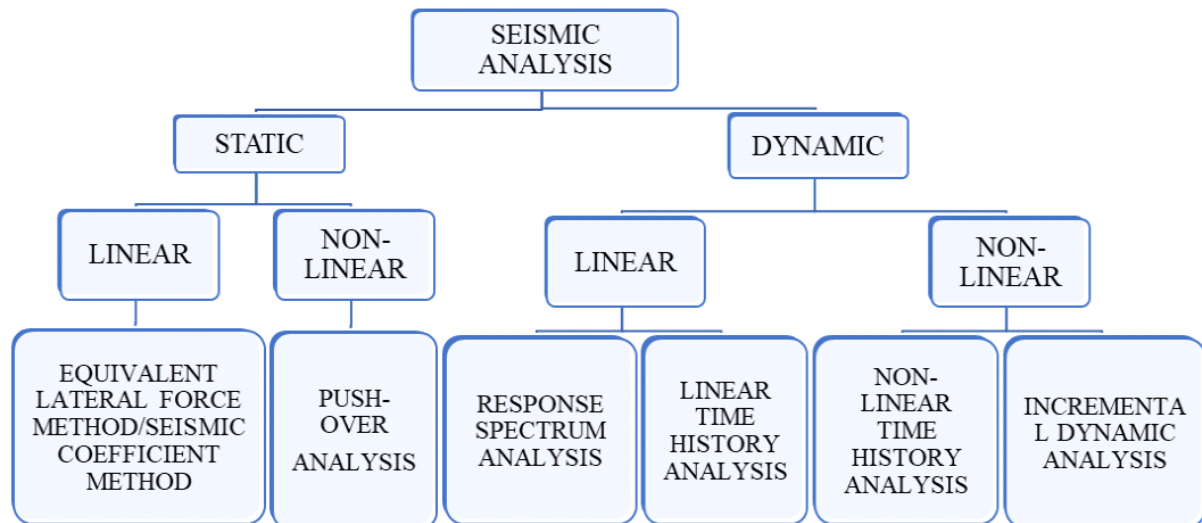 SEISMIC
ANALYSIS
STATIC
DYNAMIC
LINEAR
NON-
LINEAR
LINEAR
NON-
LINEAR
EQUIVALENT
LATERAL FORCE
METHOD/SEISMIC
COEFFICIENT
METHOD
PUSH-
OVER
ANALYSIS
RESPONSE
SPECTRUM
ANALYSIS
LINEAR
TIME
HISTORY
ANALYSIS
NON-
LINEAR
TIME
HISTORY
ANALYSIS
INCREMENTA
L DYNAMIC
ANALYSIS